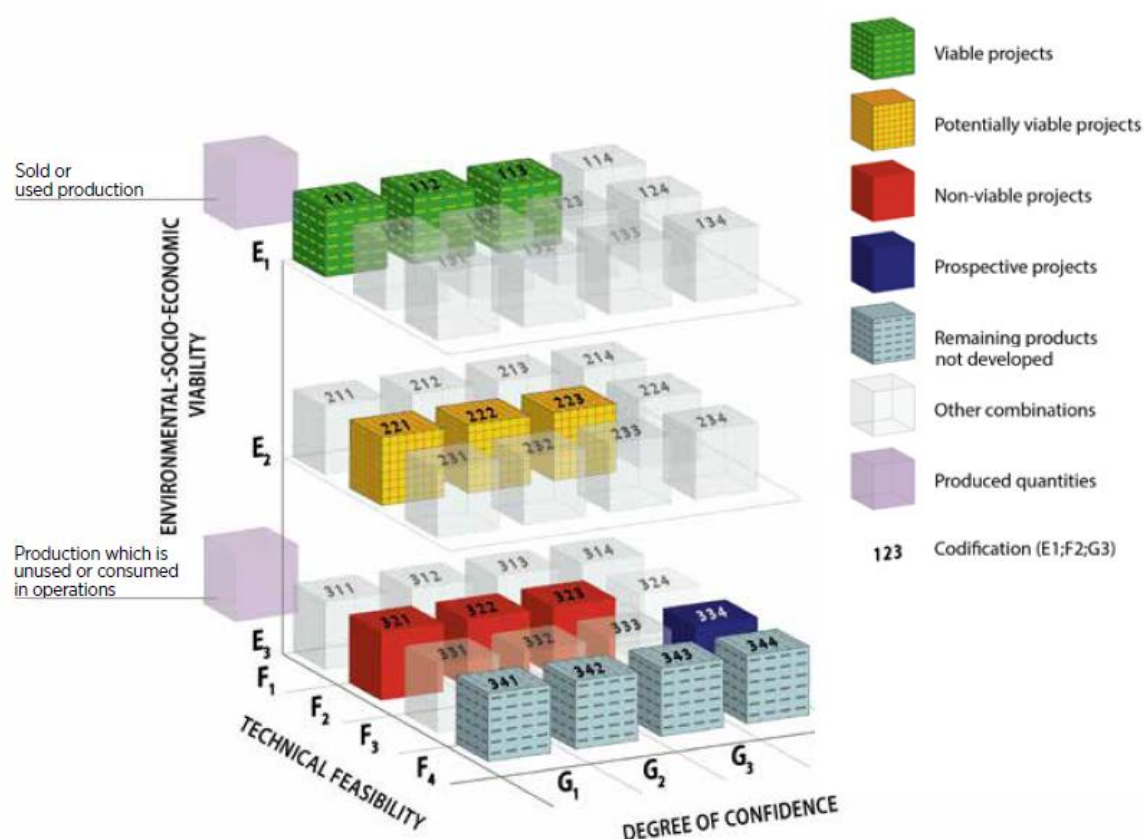 Sold or
used production
Production which is
unused or consumed
in operations
ENVIRONMENTAL-SOCIO-ECONOMIC
VIABILITY
E1
111
112
113
114
123
124
131
132
133
134
E2
211
212
213
214
221
222
223
224
231
232
233
234
E3
311
312
313
314
321
322
323
324
331
332
333
334
341
342
343
344
F1
F2
F3
F4
TECHNICAL FEASIBILITY
G1
G2
G3
DEGREE OF CONFIDENCE
Viable projects
Potentially viable projects
Non-viable projects
Prospective projects
Remaining products
not developed
Other combinations
Produced quantities
123 Codification (E1;F2;G3)